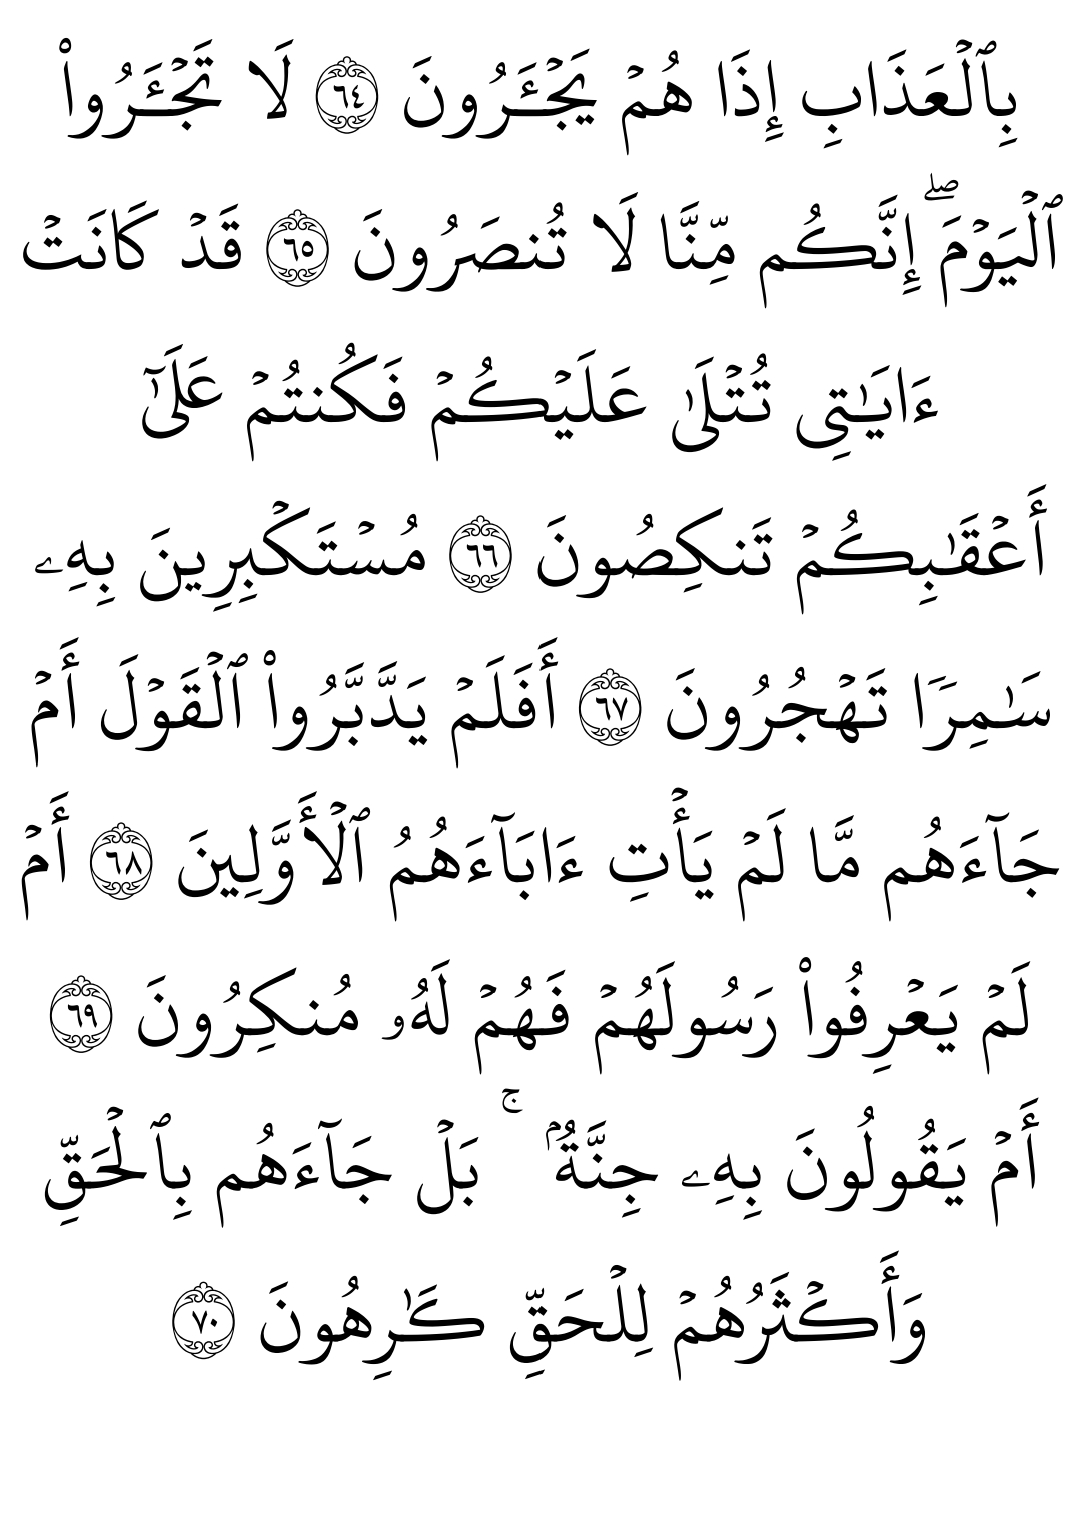 بِٱلۡعَذَابِ إِذَا هُمۡ يَجۡـَٔرُونَ ٦٤ لَا تَجۡـَٔرُواْ
ٱلۡيَوۡمَۖ إِنَّكُم مِّنَّا لَا تُنصَرُونَ ٦٥ قَدۡ كَانَتۡ
ءَايَٰتِي تُتۡلَىٰ عَلَيۡكُمۡ فَكُنتُمۡ عَلَىٰٓ
أَعۡقَٰبِكُمۡ تَنكِصُونَ ٦٦ مُسۡتَكۡبِرِينَ بِهِۦ
سَٰمِرٗا تَهۡجُرُونَ ٦٧ أَفَلَمۡ يَدَّبَّرُواْ ٱلۡقَوۡلَ أَمۡ
جَآءَهُم مَّا لَمۡ يَأۡتِ ءَابَآءَهُمُ ٱلۡأَوَّلِينَ ٦٨ أَمۡ
لَمۡ يَعۡرِفُواْ رَسُولَهُمۡ فَهُمۡ لَهُۥ مُنكِرُونَ ٦٩
أَمۡ يَقُولُونَ بِهِۦ جِنَّةُۢۚ بَلۡ جَآءَهُم بِٱلۡحَقِّ
وَأَكۡثَرُهُمۡ لِلۡحَقِّ كَٰرِهُونَ ٧٠